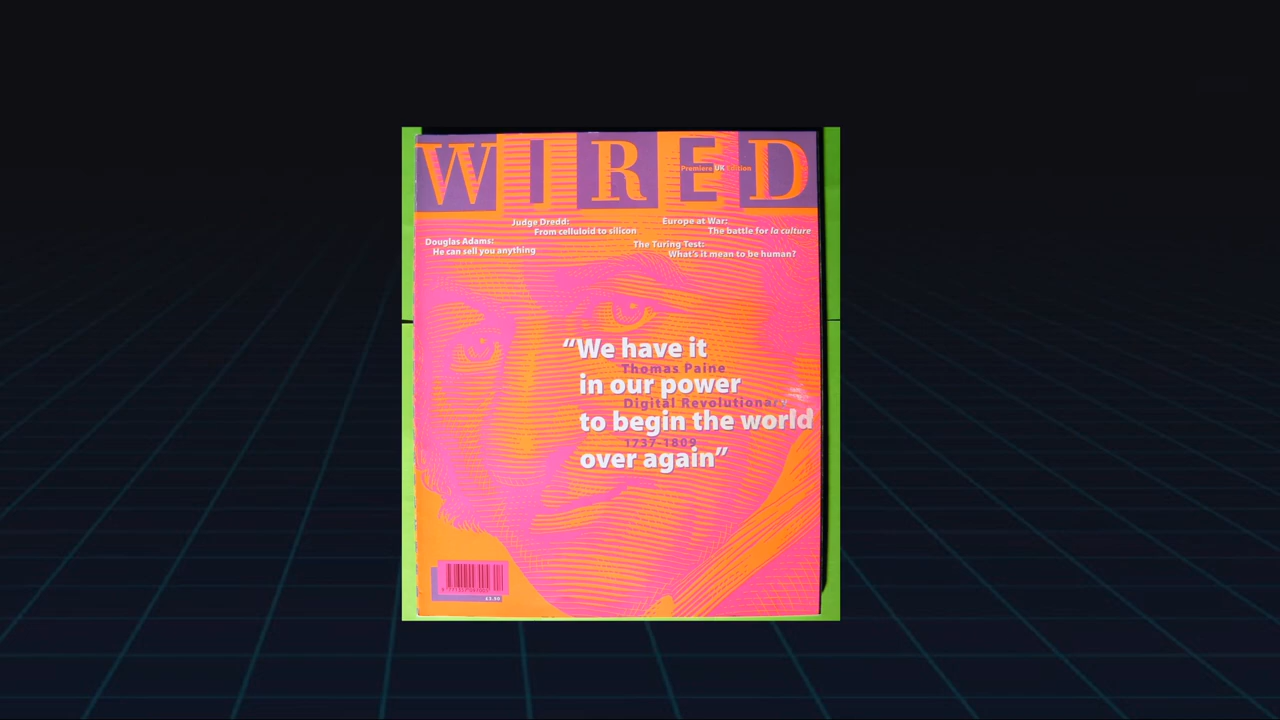 WIRED
Premiere UK Edition
Judge Dredd:
From celluloid to silicon
Europe at War:
The battle for la culture
Douglas Adams:
He can sell you anything
The Turing Test:
What's it mean to be human?
“We have it
Thomas Paine
in our power
Digital Revolutionary
to begin the world
1737-1809
over again”
£3.00